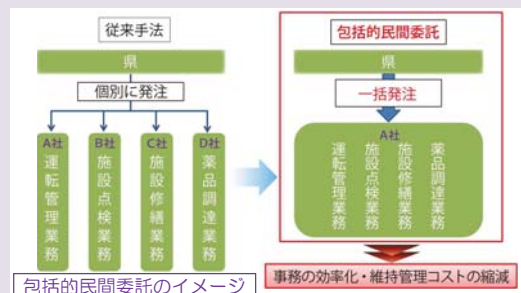 従来手法
県
個別に発注
A社
運転管理業務
B社
施設点検業務
C社
施設修繕業務
D社
薬品調達業務
包括的民間委託のイメージ
包括的民間委託
県
一括発注
A社
運転管理業務
施設点検業務
施設修繕業務
薬品調達業務
事務の効率化・維持管理コストの縮減